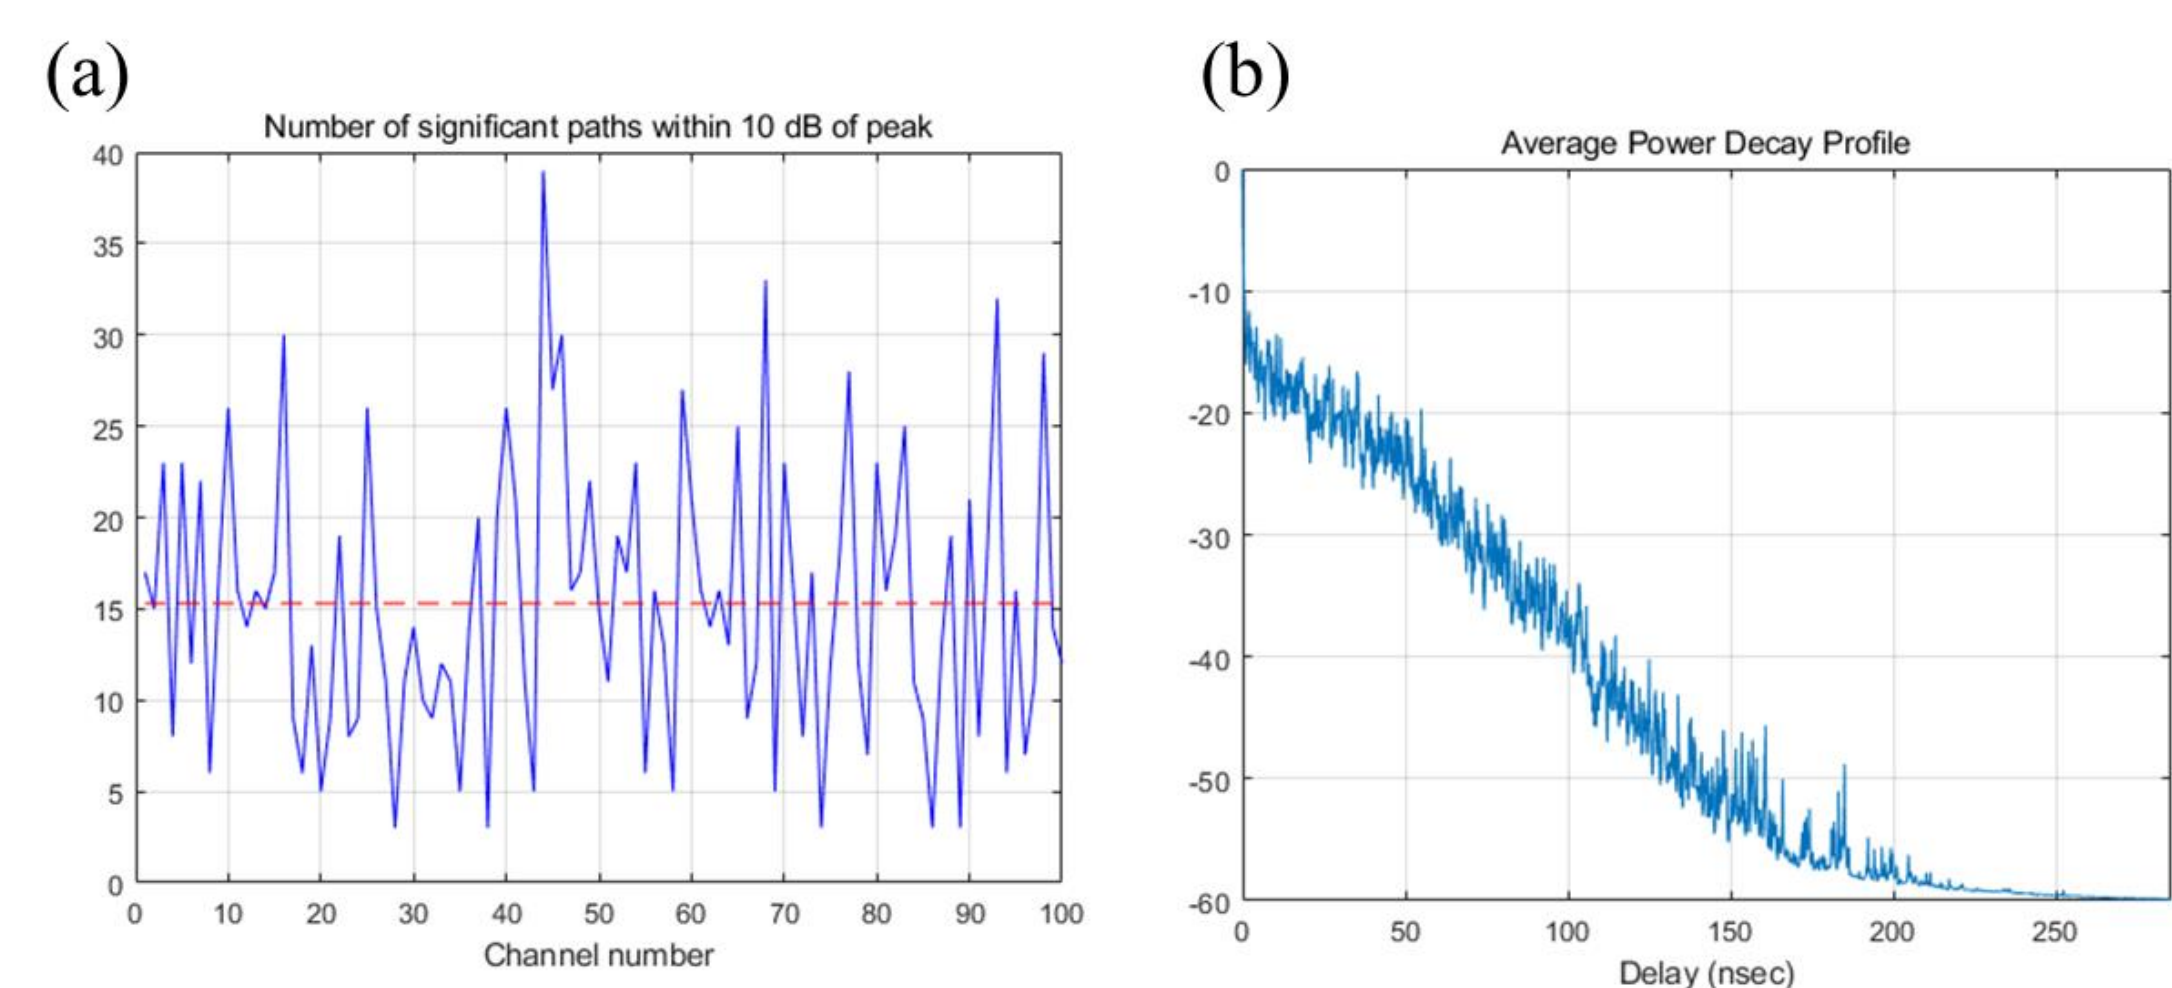 (a)
Number of significant paths within 10 dB of peak
40
35
30
25
20
15
10
5
0
0 10 20 30 40 50 60 70 80 90 100
Channel number
(b)
Average Power Decay Profile
0
-10
-20
-30
-40
-50
-60
0 50 100 150 200 250
Delay (nsec)